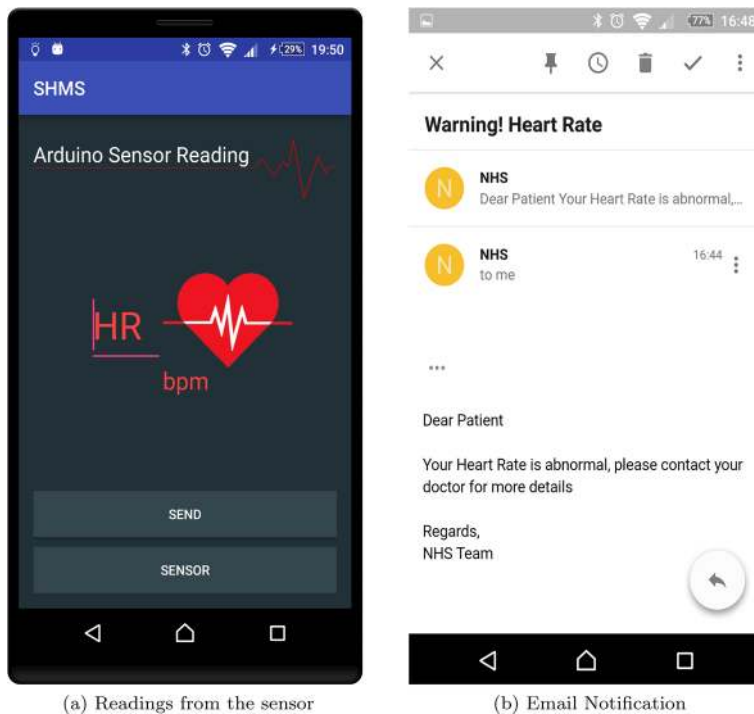 29% 19:50
SHMS
Arduino Sensor Reading
HR
bpm
SEND
SENSOR
(a) Readings from the sensor
77% 16:48
Warning! Heart Rate
N
NHS
Dear Patient Your Heart Rate is abnormal,...
N
NHS
16:44
to me
Dear Patient
Your Heart Rate is abnormal, please contact your
doctor for more details
Regards,
NHS Team
(b) Email Notification